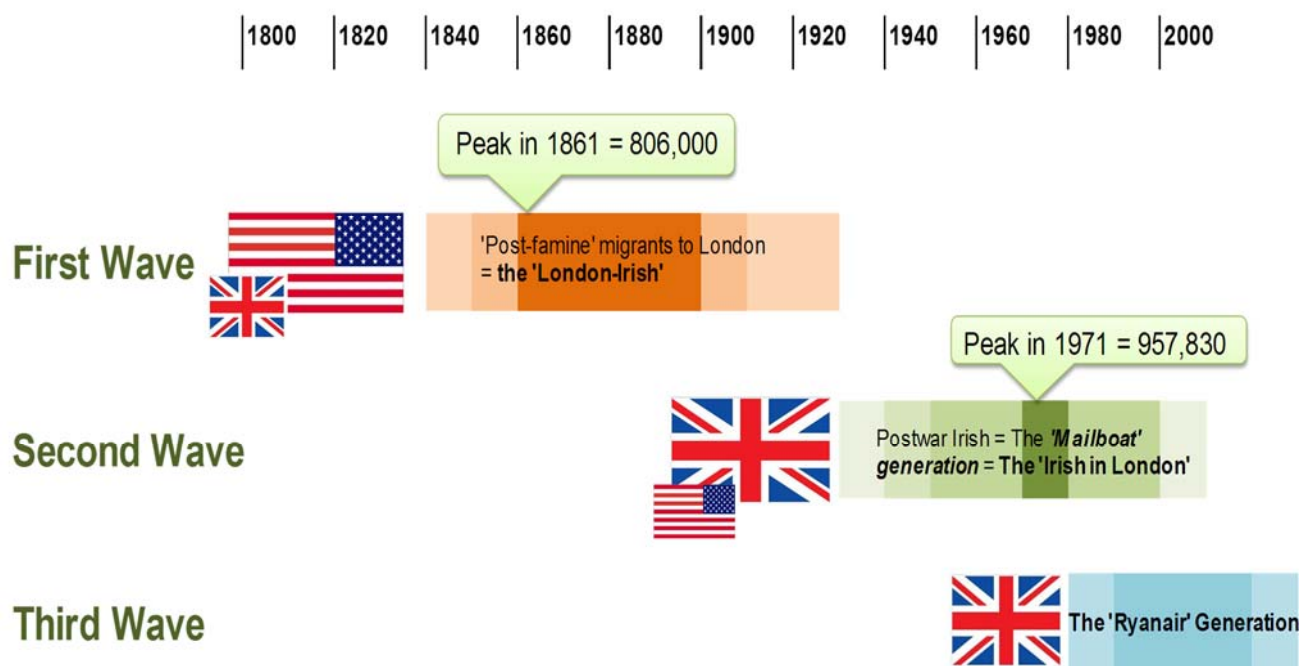 1800 1820 1840 1860 1880 1900 1920 1940 1960 1980 2000
Peak in 1861 = 806,000
First Wave
'Post-famine' migrants to London
= the 'London-Irish'
Peak in 1971 = 957,830
Second Wave
Postwar Irish = The 'Mailboat'
generation = The 'Irish in London'
Third Wave
The 'Ryanair' Generation